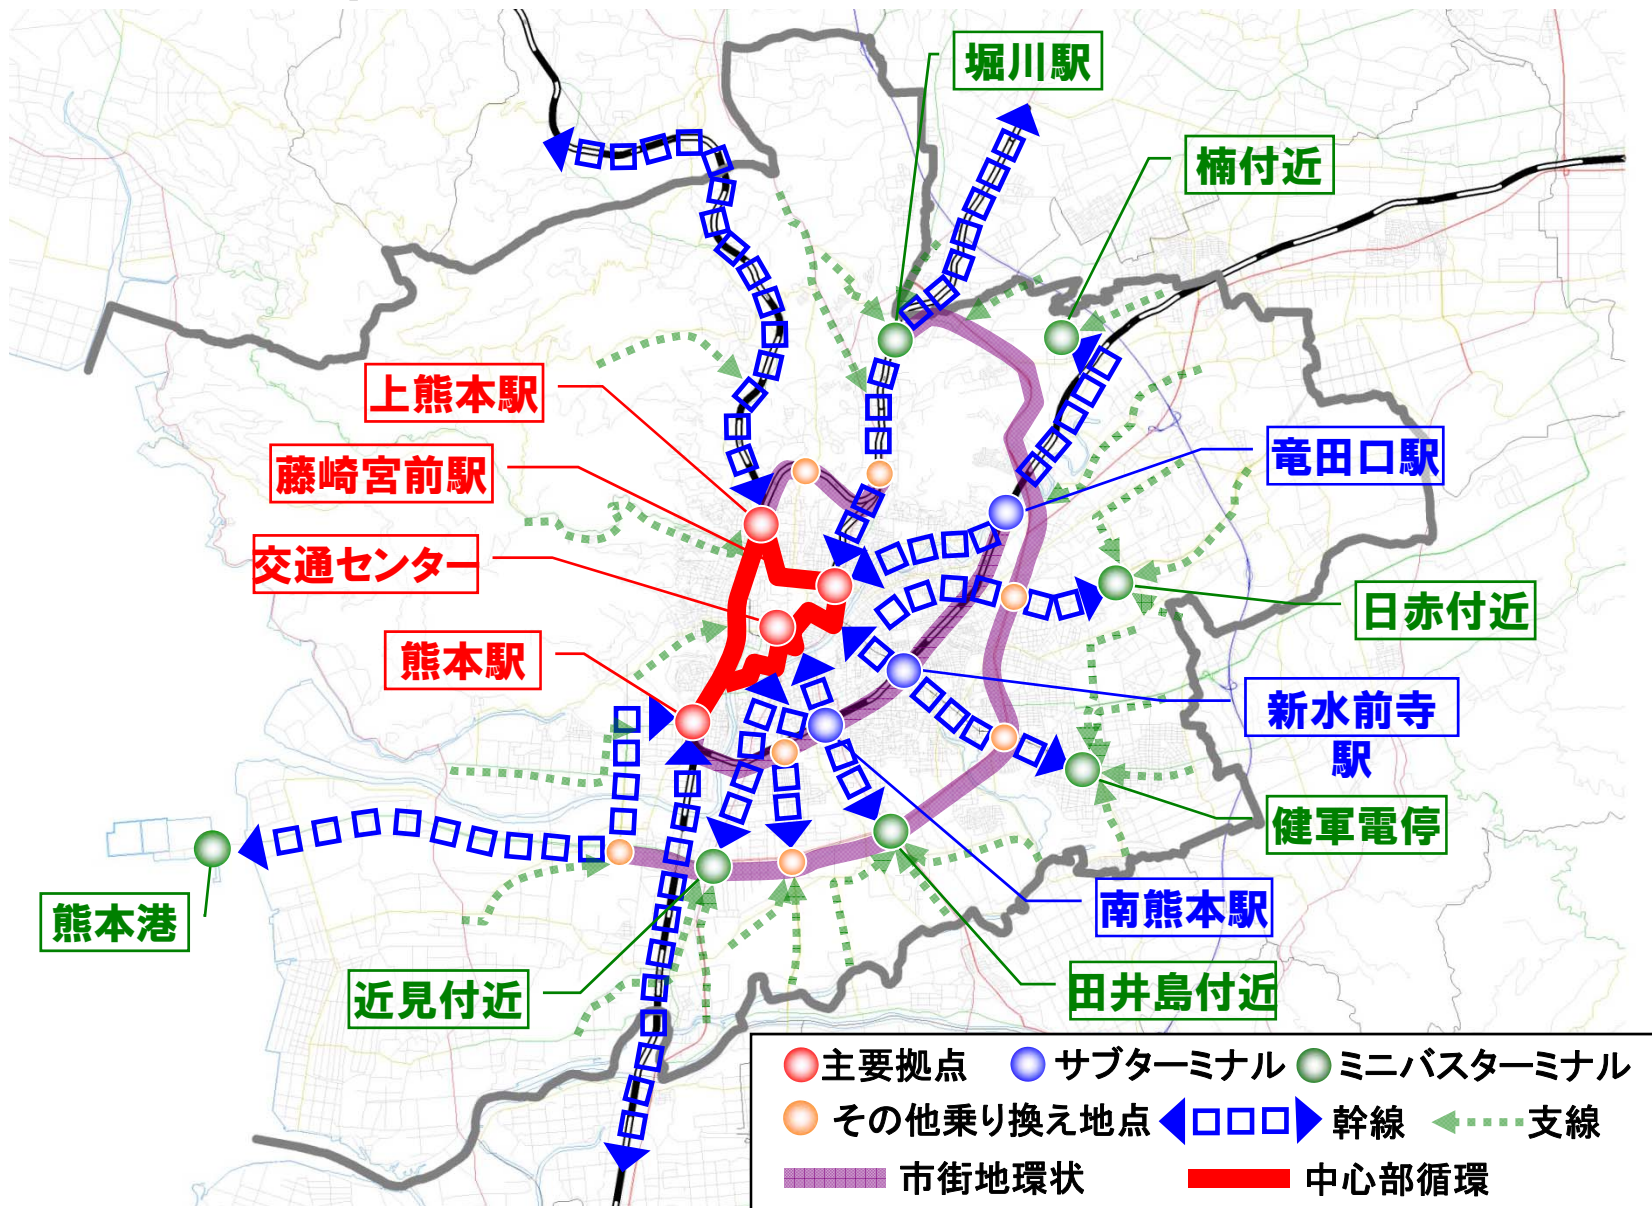 堀川駅
楠付近
上熊本駅
藤崎宮前駅
竜田口駅
交通センター
日赤付近
熊本駅
新水前寺
駅
健軍電停
熊本港
南熊本駅
近見付近
田井島付近
主要拠点
サブターミナル
ミニバスターミナル
その他乗り換え地点
幹線
支線
市街地環状
中心部循環